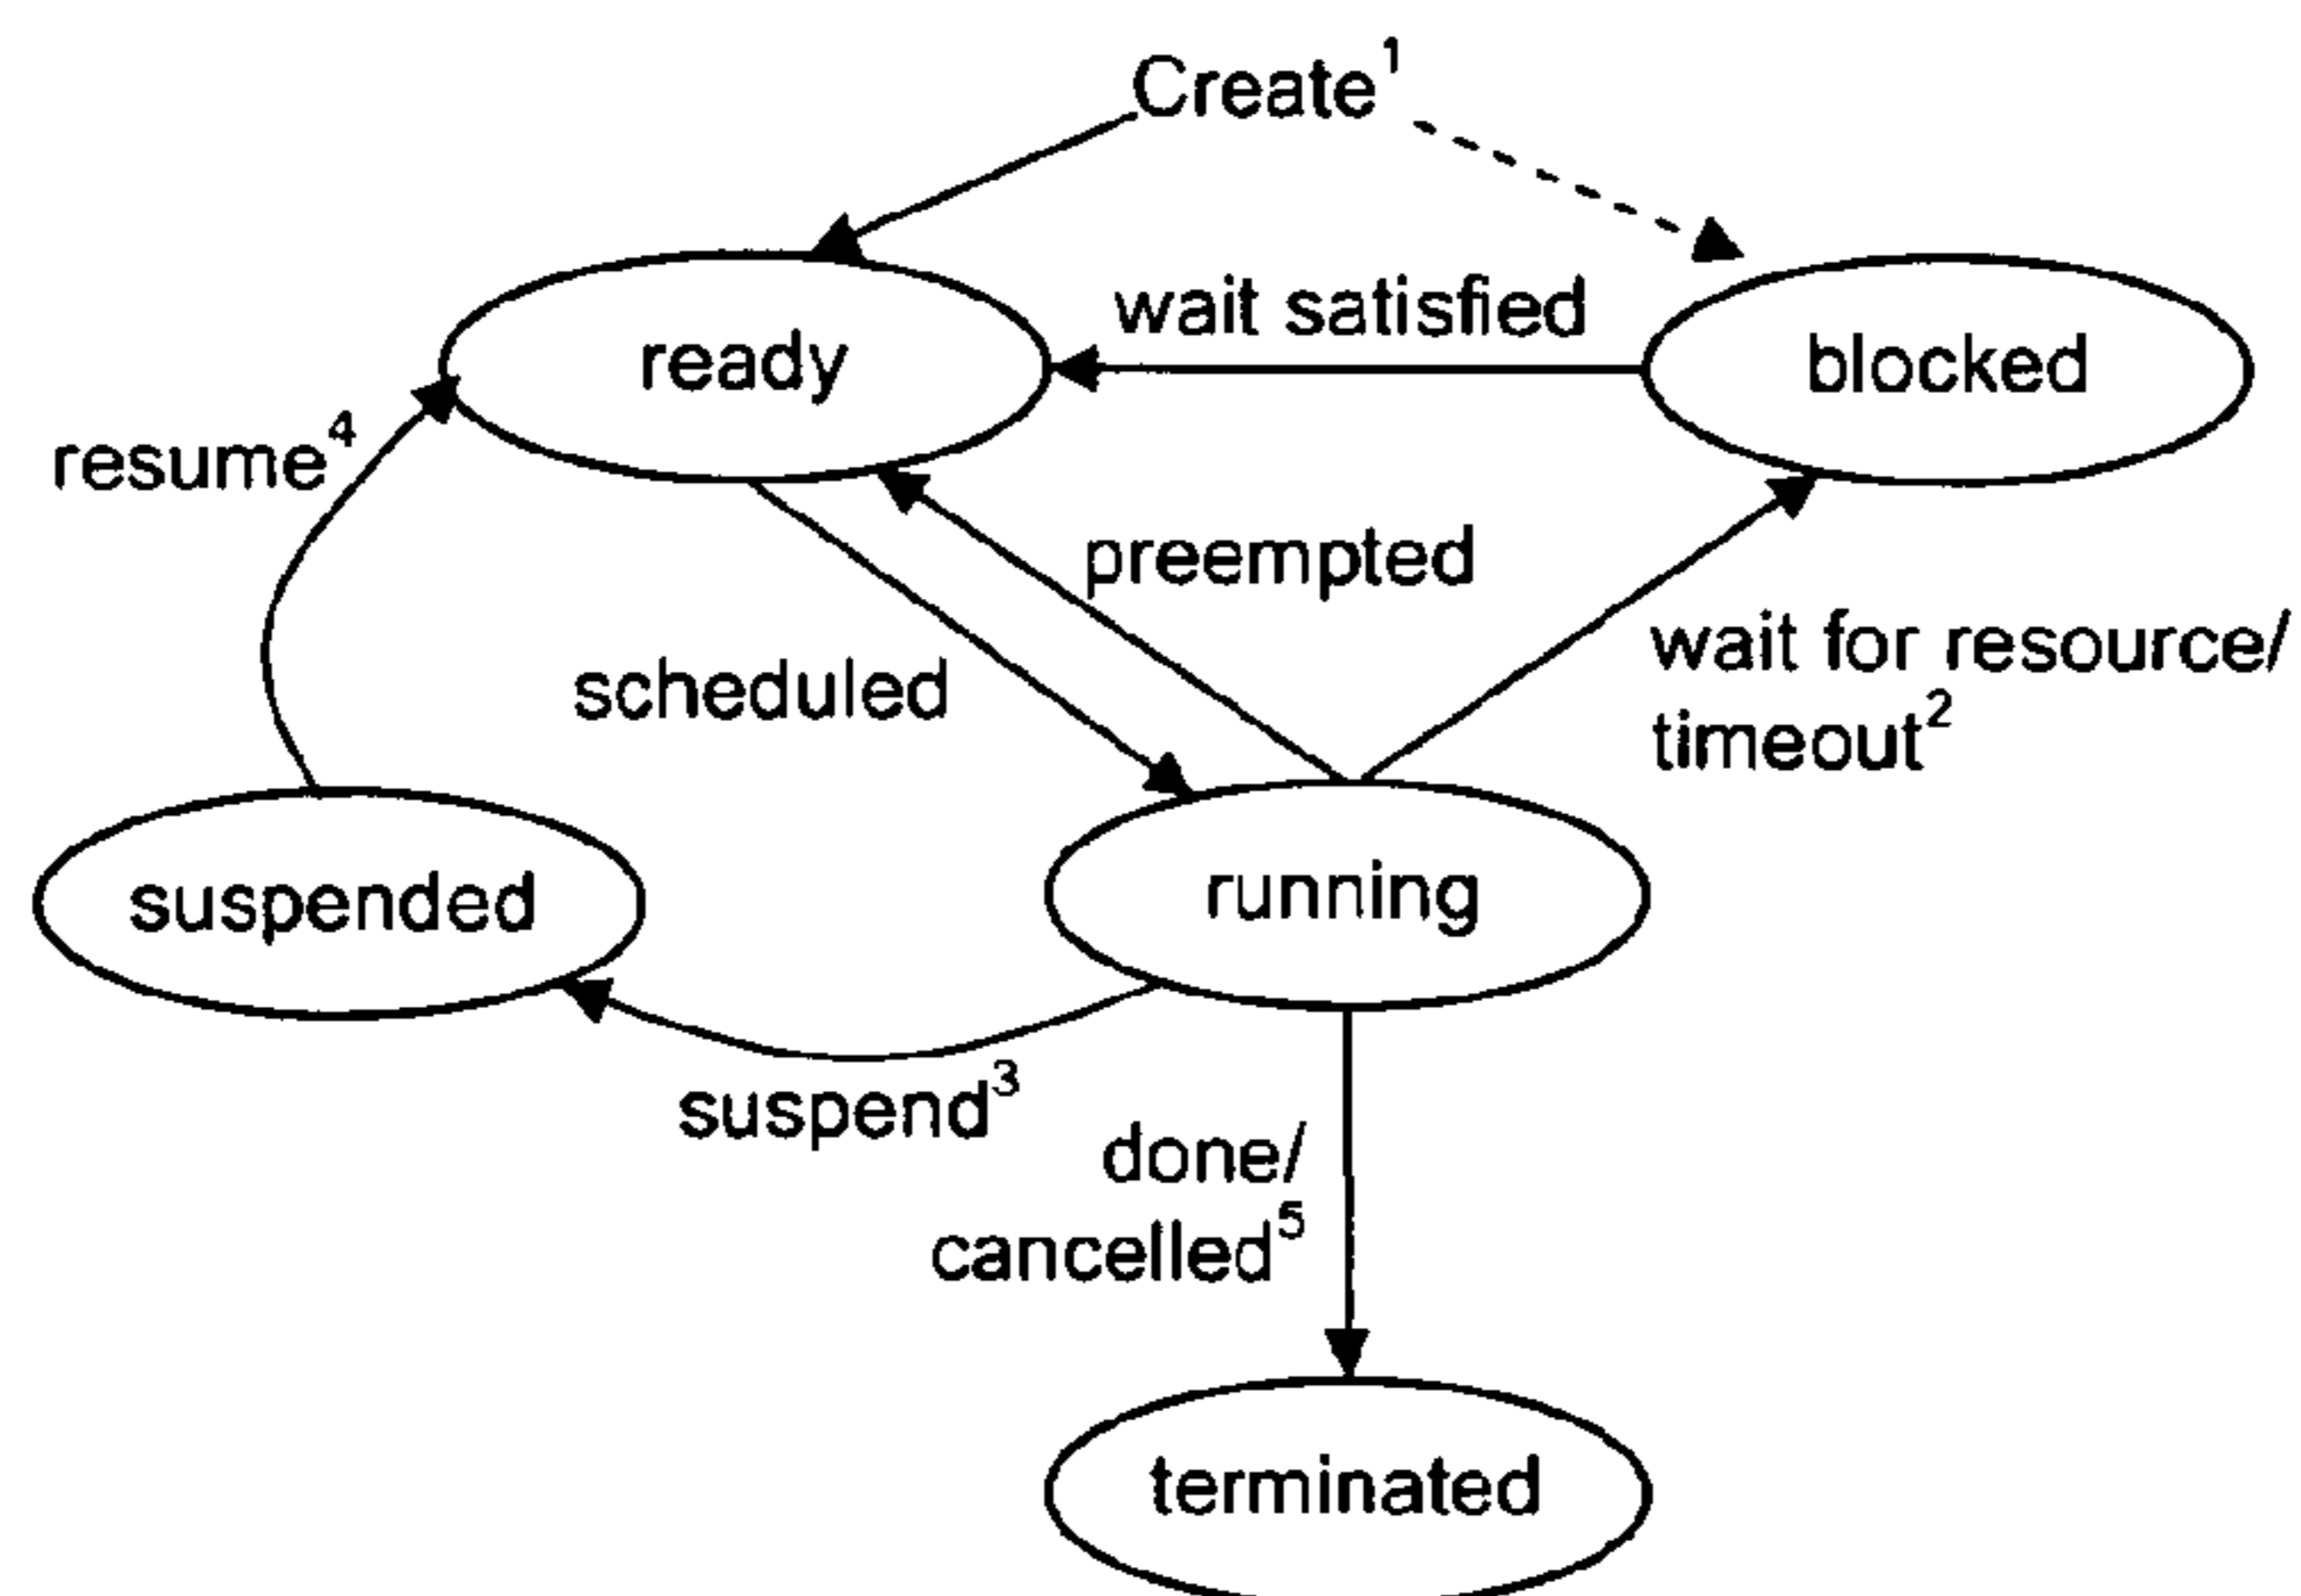 Create¹
wait satisfied
ready
blocked
resume⁴
preempted
wait for resource/
timeout²
scheduled
suspended
running
suspend³
done/
cancelled⁵
terminated